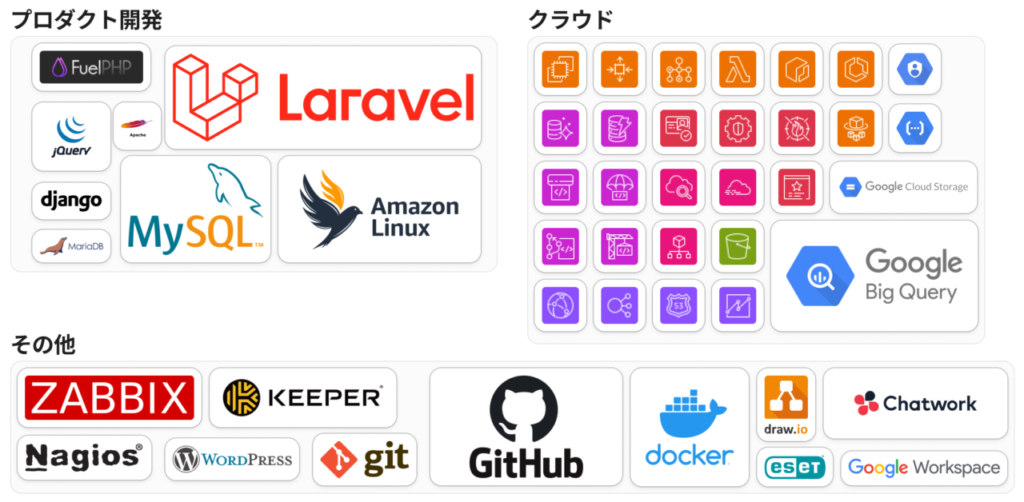 プロダクト開発
FuelPHP
Laravel
jQuery
Apache
django
MySQL™
Amazon
Linux
MariaDB
クラウド
Google Cloud Storage
Google
Big Query
53
その他
ZABBIX
KEEPER®
Nagios®
WORDPRESS
git
GitHub
docker
draw.io
Chatwork
eseT
Google Workspace